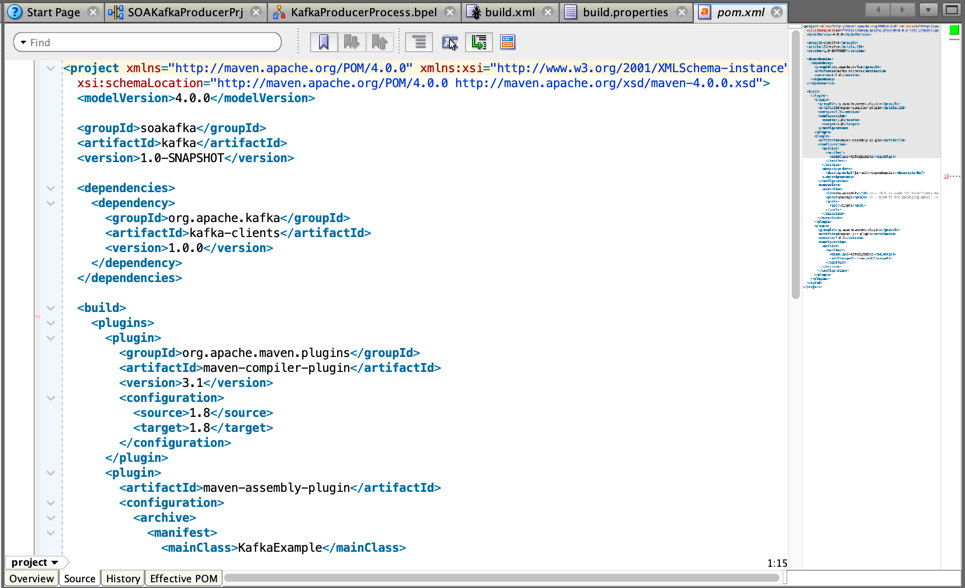 Start Page SOAKafkaProducerPrj KafkaProducerProcess.bpel build.xml build.properties pom.xml
Find
<project xmlns="http://maven.apache.org/POM/4.0.0" xmlns:xsi="http://www.w3.org/2001/XMLSchema-instance"
xsi:schemaLocation="http://maven.apache.org/POM/4.0.0 http://maven.apache.org/xsd/maven-4.0.0.xsd">
<modelVersion>4.0.0</modelVersion>
<groupId>soakafka</groupId>
<artifactId>kafka</artifactId>
<version>1.0-SNAPSHOT</version>
<dependencies>
<dependency>
<groupId>org.apache.kafka</groupId>
<artifactId>kafka-clients</artifactId>
<version>1.0.0</version>
</dependency>
</dependencies>
<build>
<plugins>
<plugin>
<groupId>org.apache.maven.plugins</groupId>
<artifactId>maven-compiler-plugin</artifactId>
<version>3.1</version>
<configuration>
<source>1.8</source>
<target>1.8</target>
</configuration>
</plugin>
<plugin>
<artifactId>maven-assembly-plugin</artifactId>
<configuration>
<archive>
<manifest>
<mainClass>KafkaExample</mainClass>
project 1:15
Overview Source History Effective POM